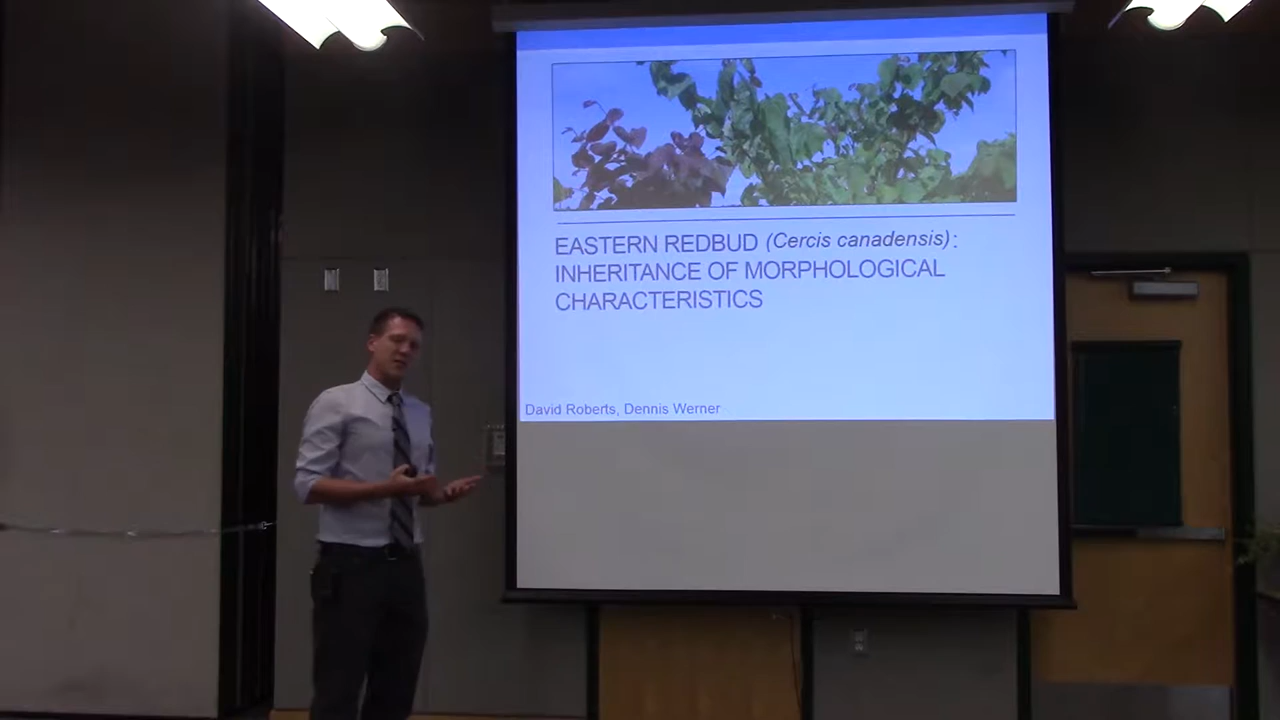 EASTERN REDBUD (Cercis canadensis):
INHERITANCE OF MORPHOLOGICAL
CHARACTERISTICS
David Roberts, Dennis Werner